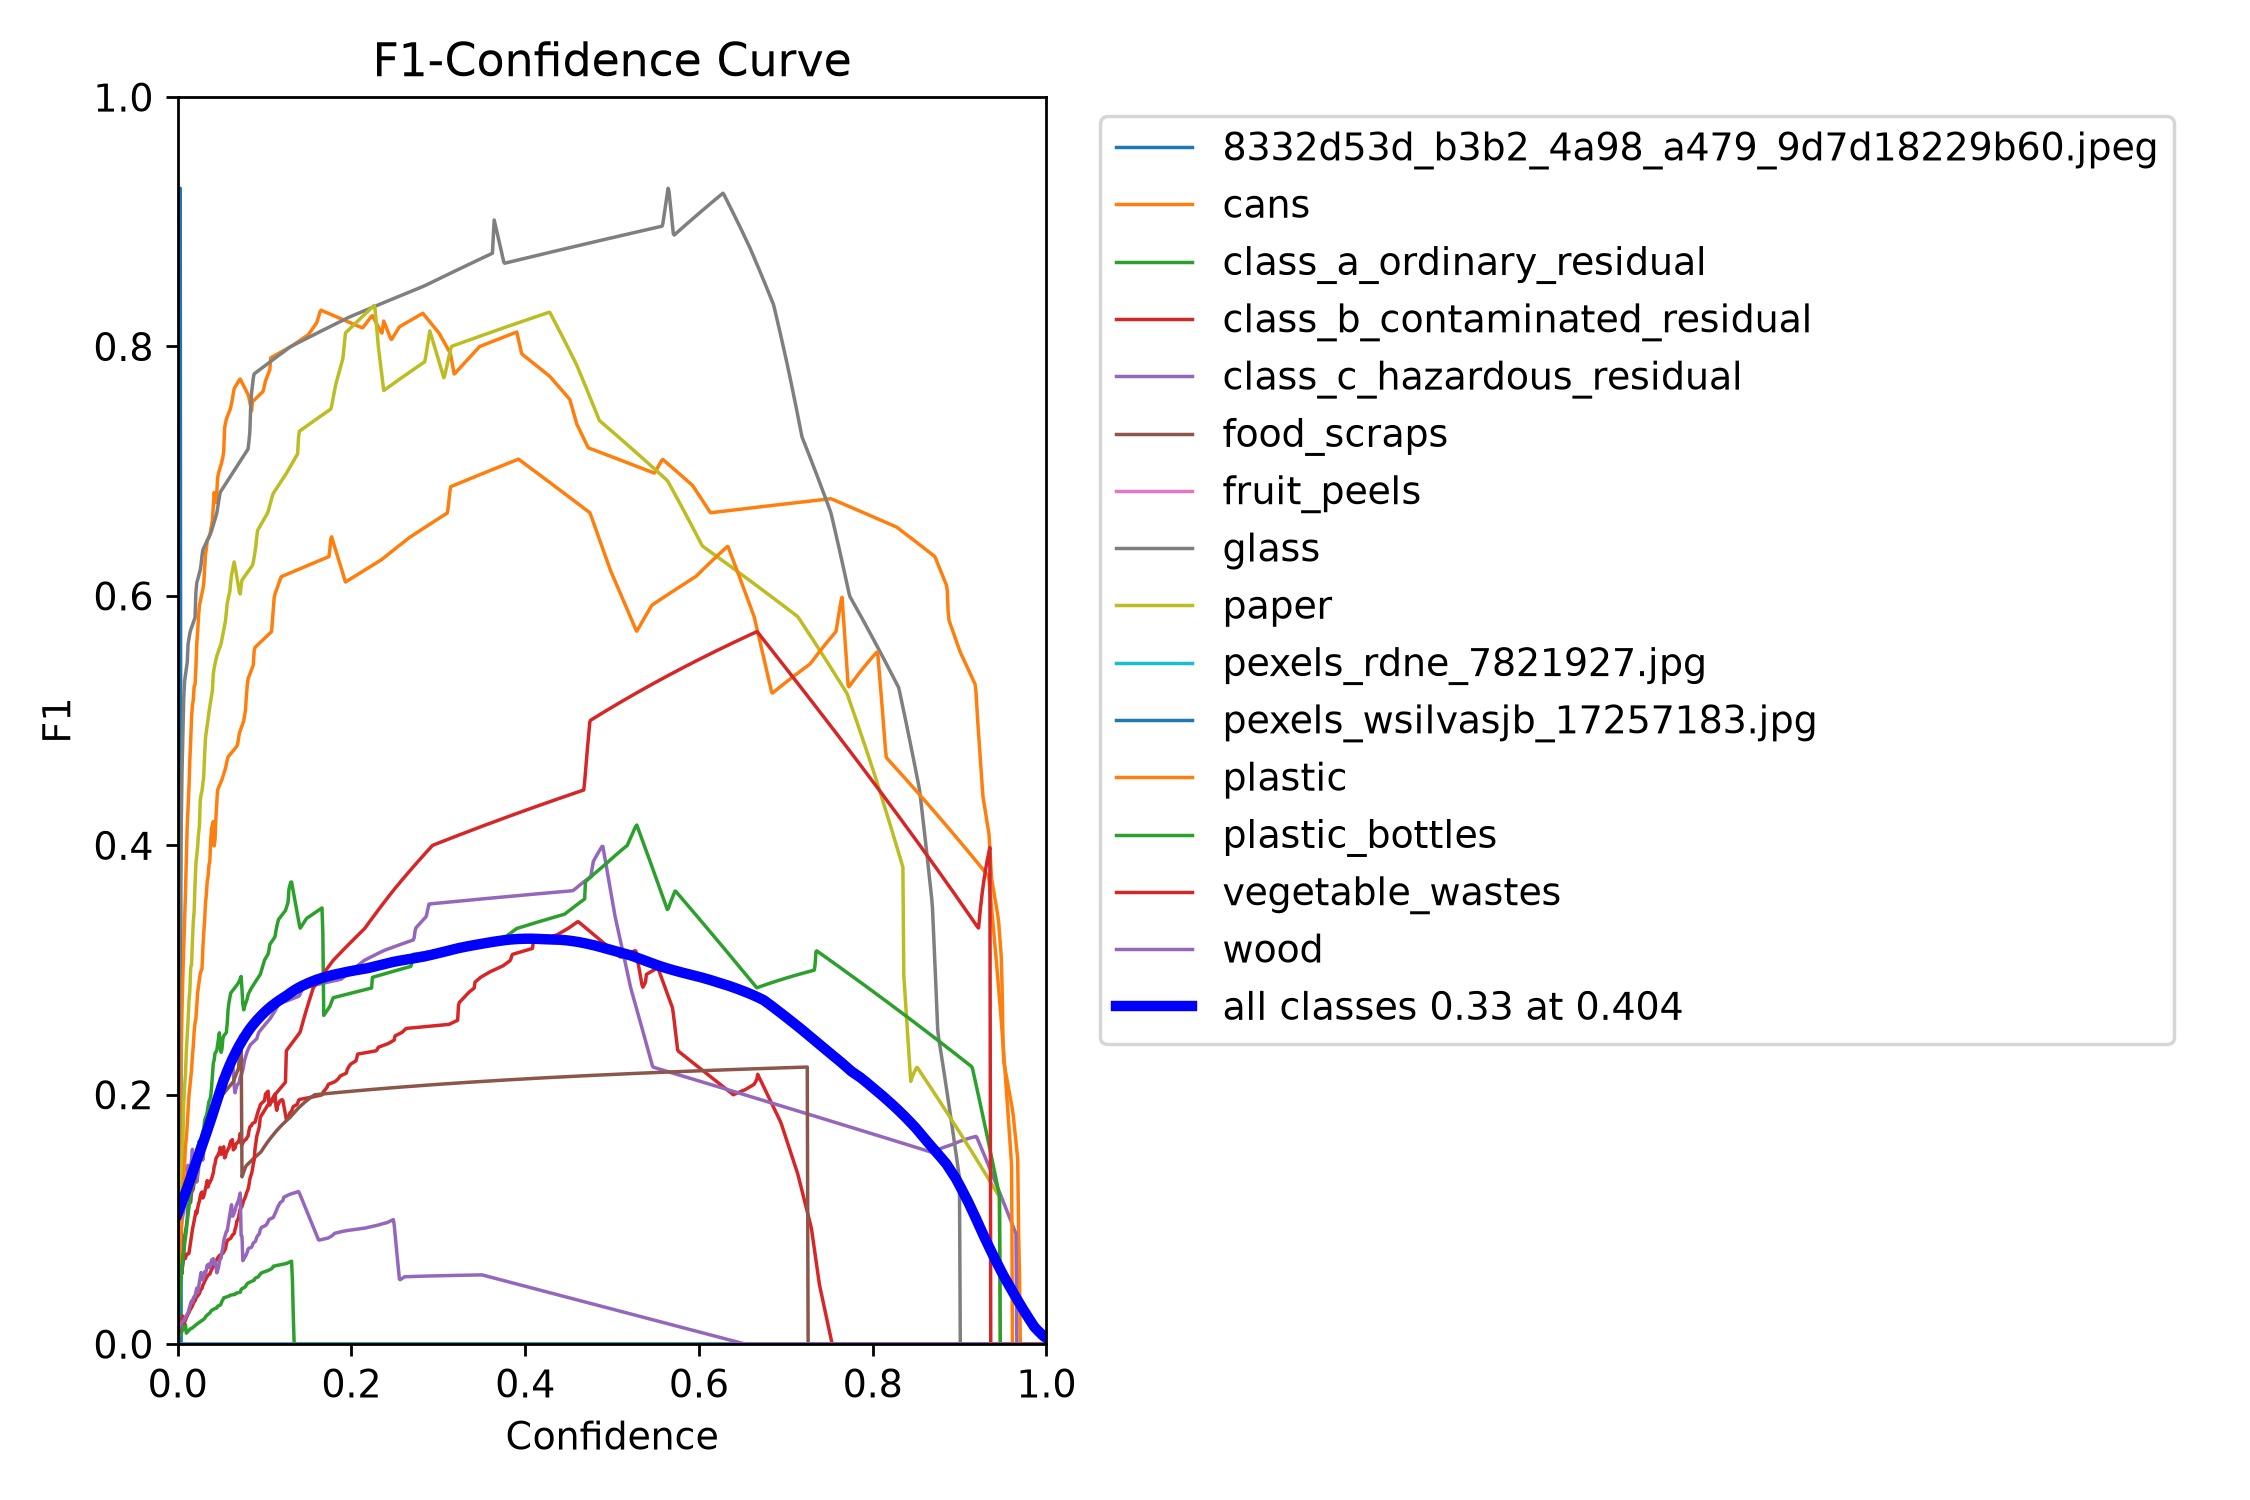 F1-Confidence Curve
1.0
0.8
0.6
0.4
0.2
0.0
F1
0.0 0.2 0.4 0.6 0.8 1.0
Confidence
8332d53d_b3b2_4a98_a479_9d7d18229b60.jpeg
cans
class_a_ordinary_residual
class_b_contaminated_residual
class_c_hazardous_residual
food_scraps
fruit_peels
glass
paper
pexels_rdne_7821927.jpg
pexels_wsilvasjb_17257183.jpg
plastic
plastic_bottles
vegetable_wastes
wood
all classes 0.33 at 0.404